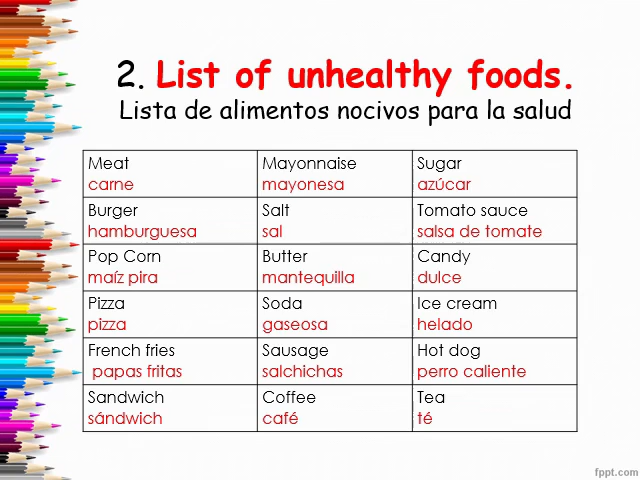 2. List of unhealthy foods.
Lista de alimentos nocivos para la salud
Meat
carne
Mayonnaise
mayonesa
Sugar
azúcar
Burger
hamburguesa
Salt
sal
Tomato sauce
salsa de tomate
Pop Corn
maíz pira
Butter
mantequilla
Candy
dulce
Pizza
pizza
Soda
gaseosa
Ice cream
helado
French fries
papas fritas
Sausage
salchichas
Hot dog
perro caliente
Sandwich
sándwich
Coffee
café
Tea
té
fppt.com